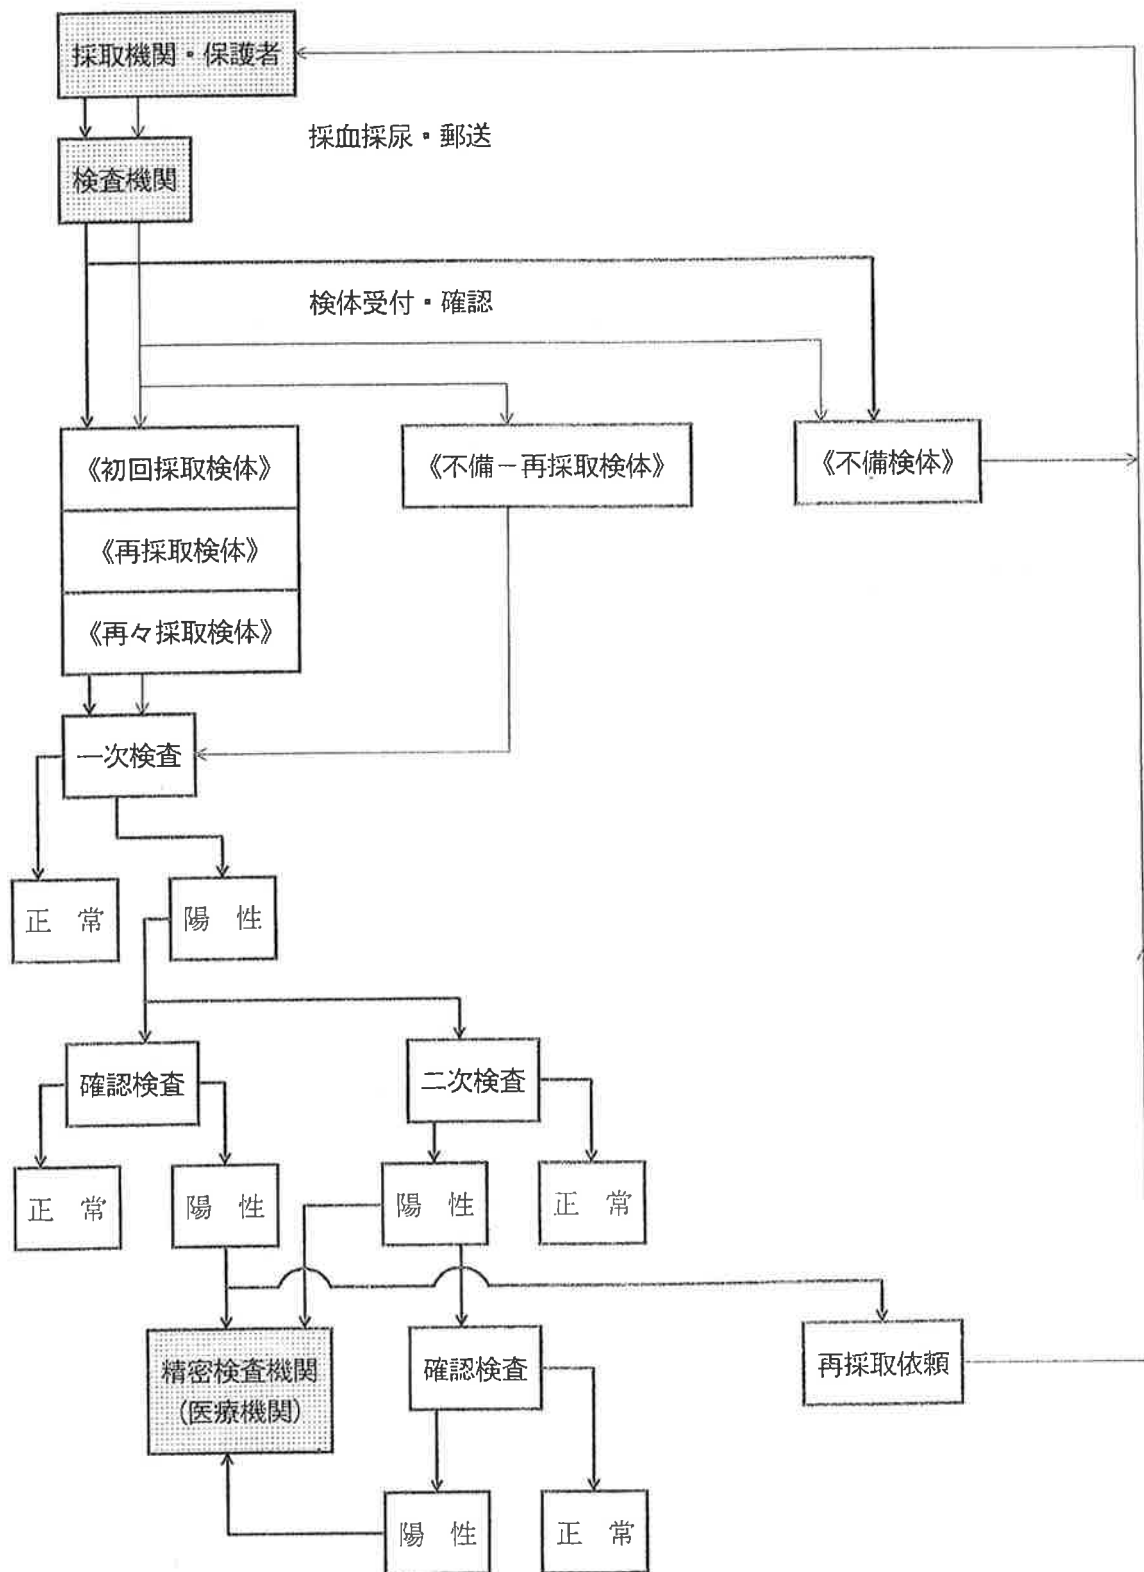 採取機関・保護者
採血採尿・郵送
検査機関
検体受付・確認
《初回採取検体》
《不備－再採取検体》
《不備検体》
《再採取検体》
《再々採取検体》
一次検査
正　常
陽　性
確認検査
二次検査
正　常
陽　性
陽　性
正　常
精密検査機関
(医療機関)
確認検査
再採取依頼
陽　性
正　常